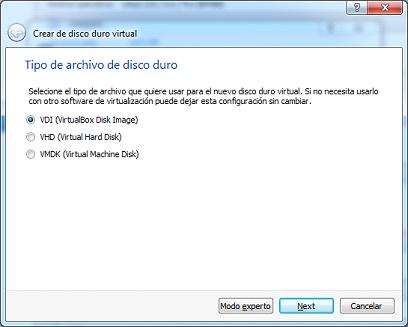 Crear de disco duro virtual
Tipo de archivo de disco duro
Seleccione el tipo de archivo que quiere usar para el nuevo disco duro virtual. Si no necesita usarlo
con otro software de virtualización puede dejar esta configuración sin cambiar.
VDI (VirtualBox Disk Image)
VHD (Virtual Hard Disk)
VMDK (Virtual Machine Disk)
Modo experto Next Cancelar